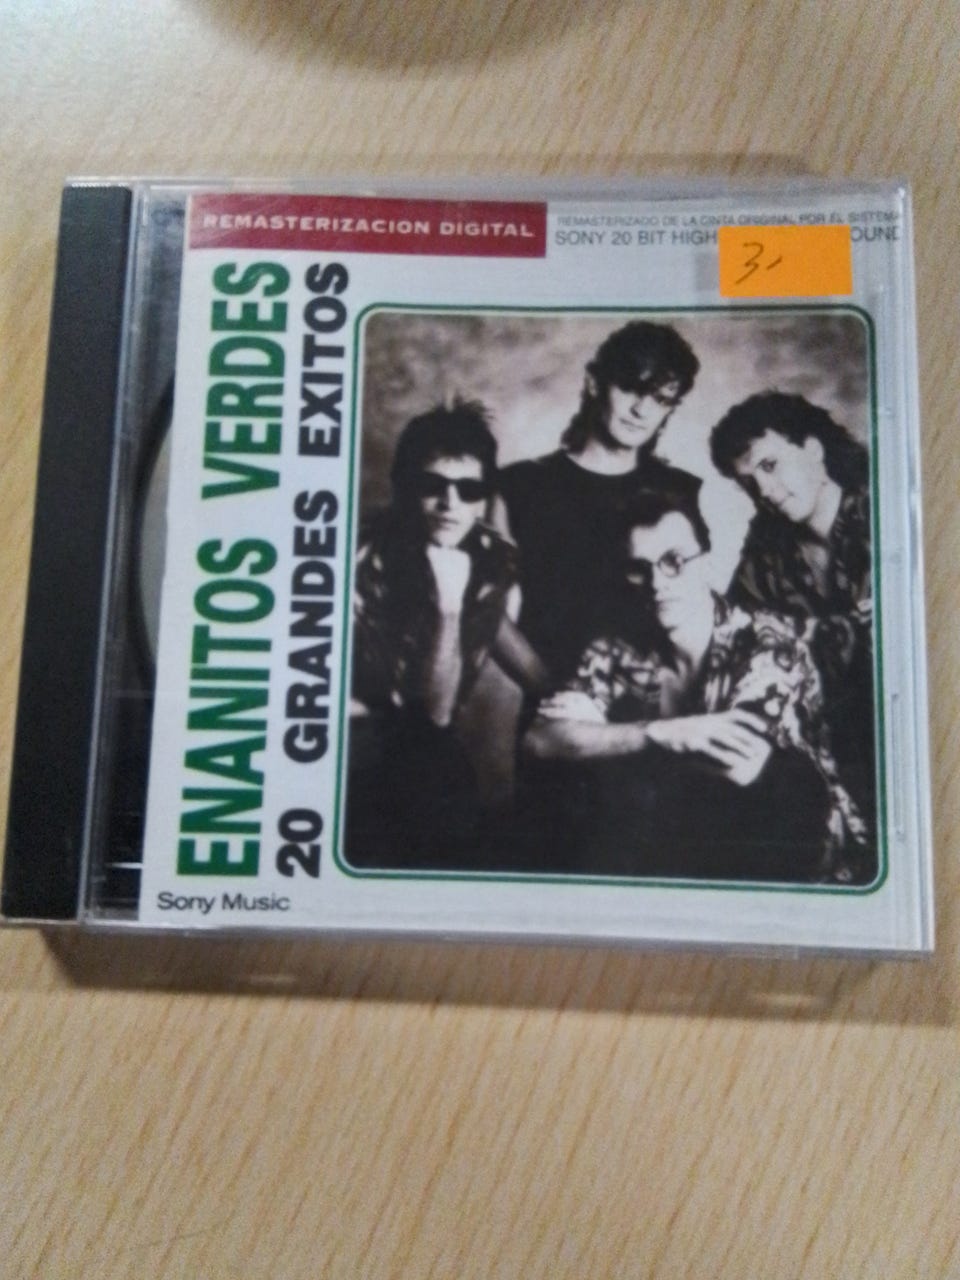 REMASTERIZACION DIGITAL
REMASTERIZADO DE LA CINTA ORIGINAL POR EL SISTEMA
SONY 20 BIT HIGH
3,-
ENANITOS VERDES
20 GRANDES EXITOS
Sony Music